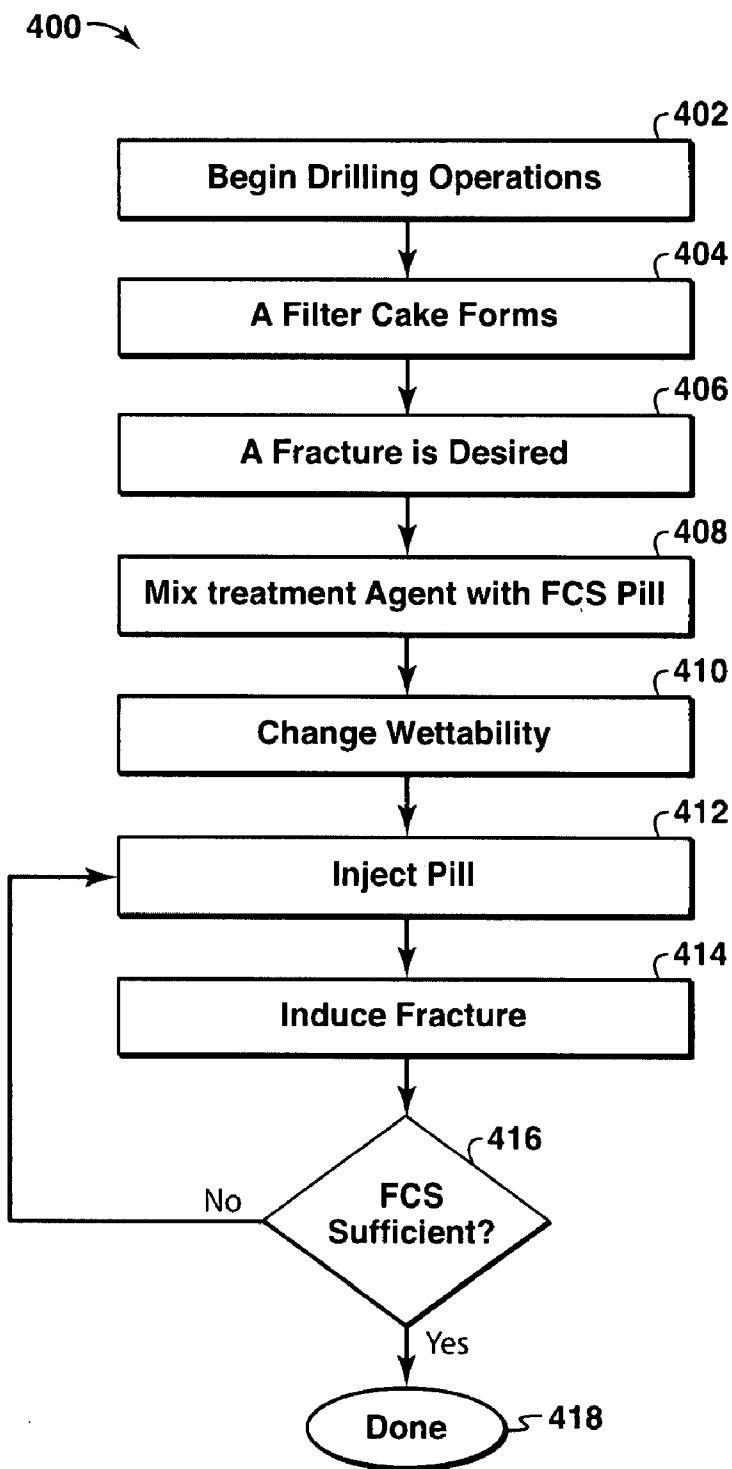 400
402
Begin Drilling Operations
404
A Filter Cake Forms
406
A Fracture is Desired
408
Mix treatment Agent with FCS Pill
410
Change Wettability
412
Inject Pill
414
Induce Fracture
416
FCS
Sufficient?
No
Yes
Done
418